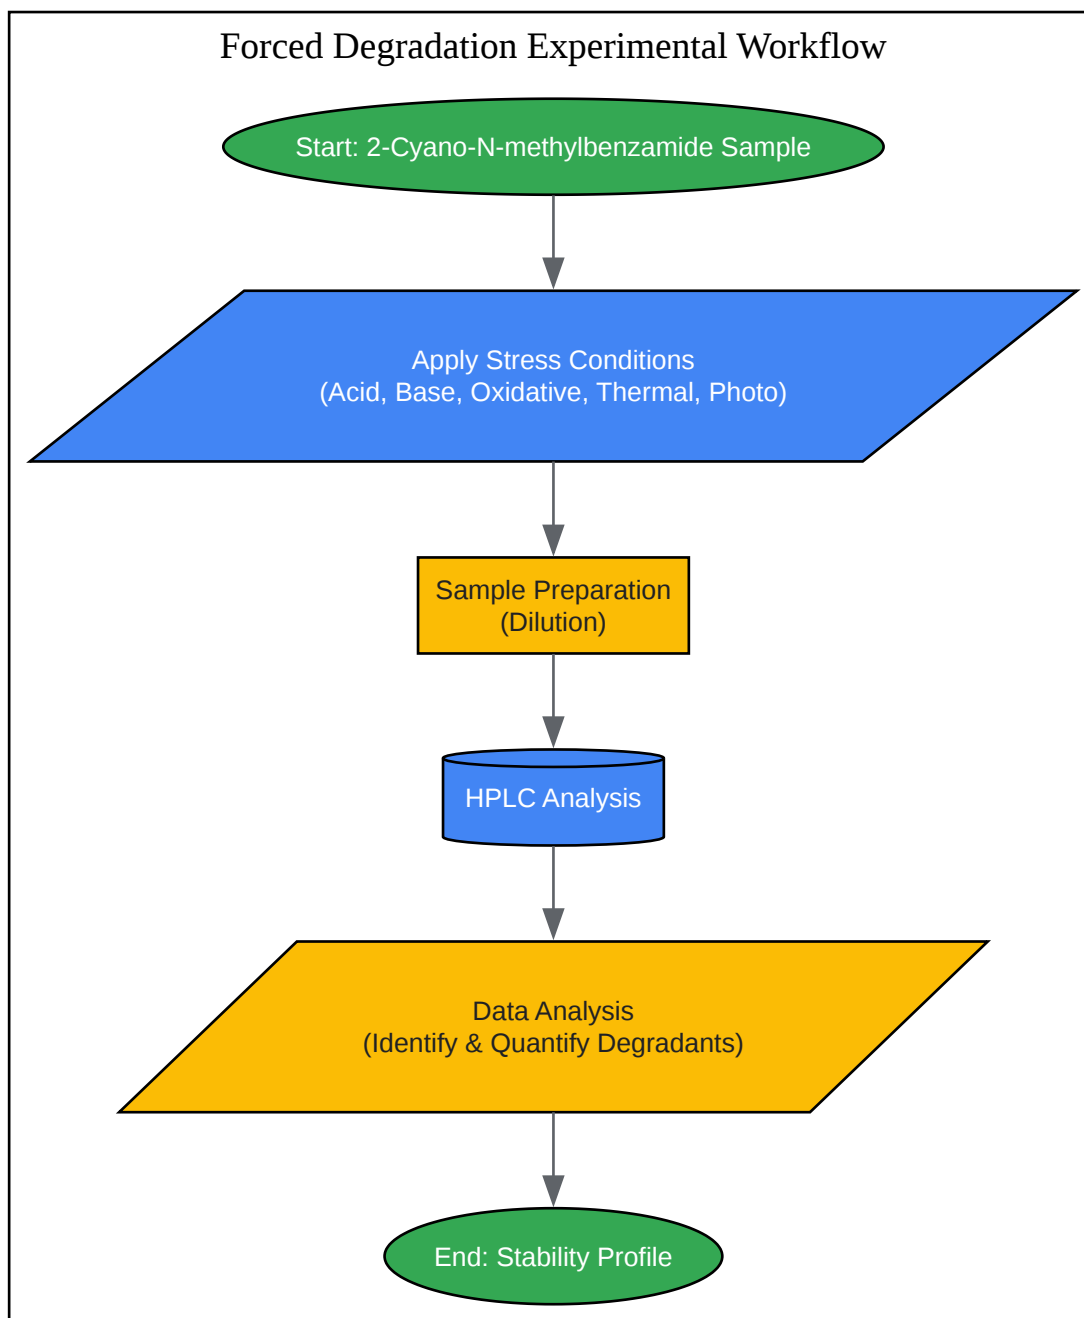 Forced Degradation Experimental Workflow
Start: 2-Cyano-N-methylbenzamide Sample
Apply Stress Conditions
(Acid, Base, Oxidative, Thermal, Photo)
Sample Preparation
(Dilution)
HPLC Analysis
Data Analysis
(Identify & Quantify Degradants)
End: Stability Profile